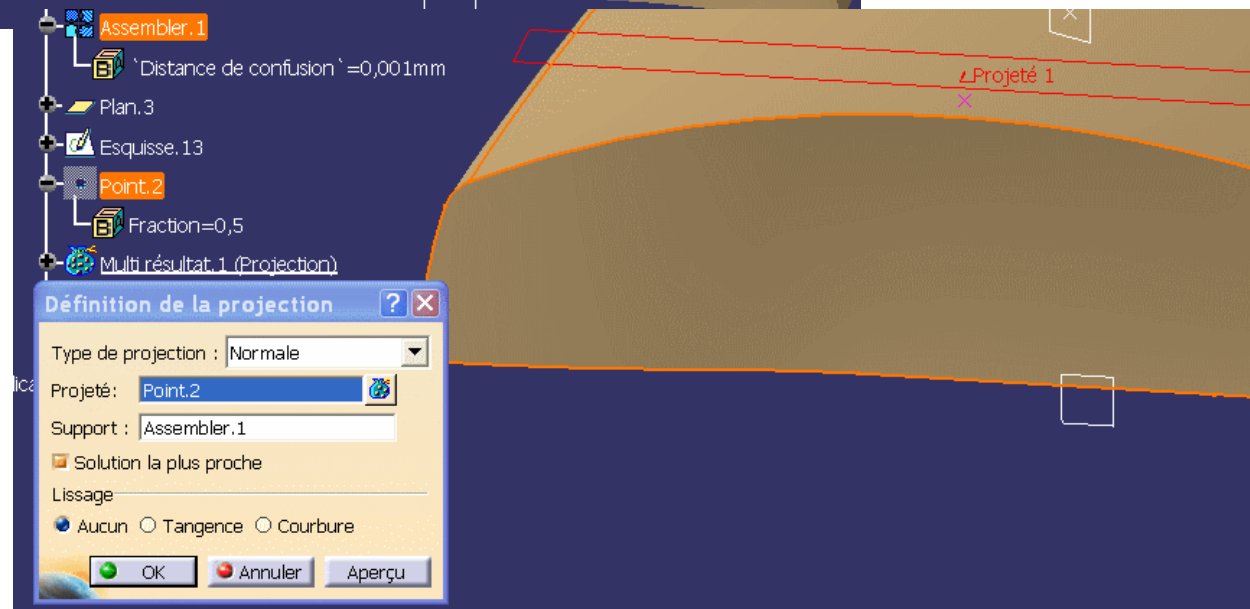 Assembler.1
`Distance de confusion`=0,001mm
Projeté 1
Plan.3
Esquisse.13
Point.2
Fraction=0,5
Multi résultat.1 (Projection)
Définition de la projection
Type de projection : Normale
Projeté: Point.2
Support : Assembler.1
Solution la plus proche
Lissage
Aucun Tangence Courbure
OK Annuler Aperçu